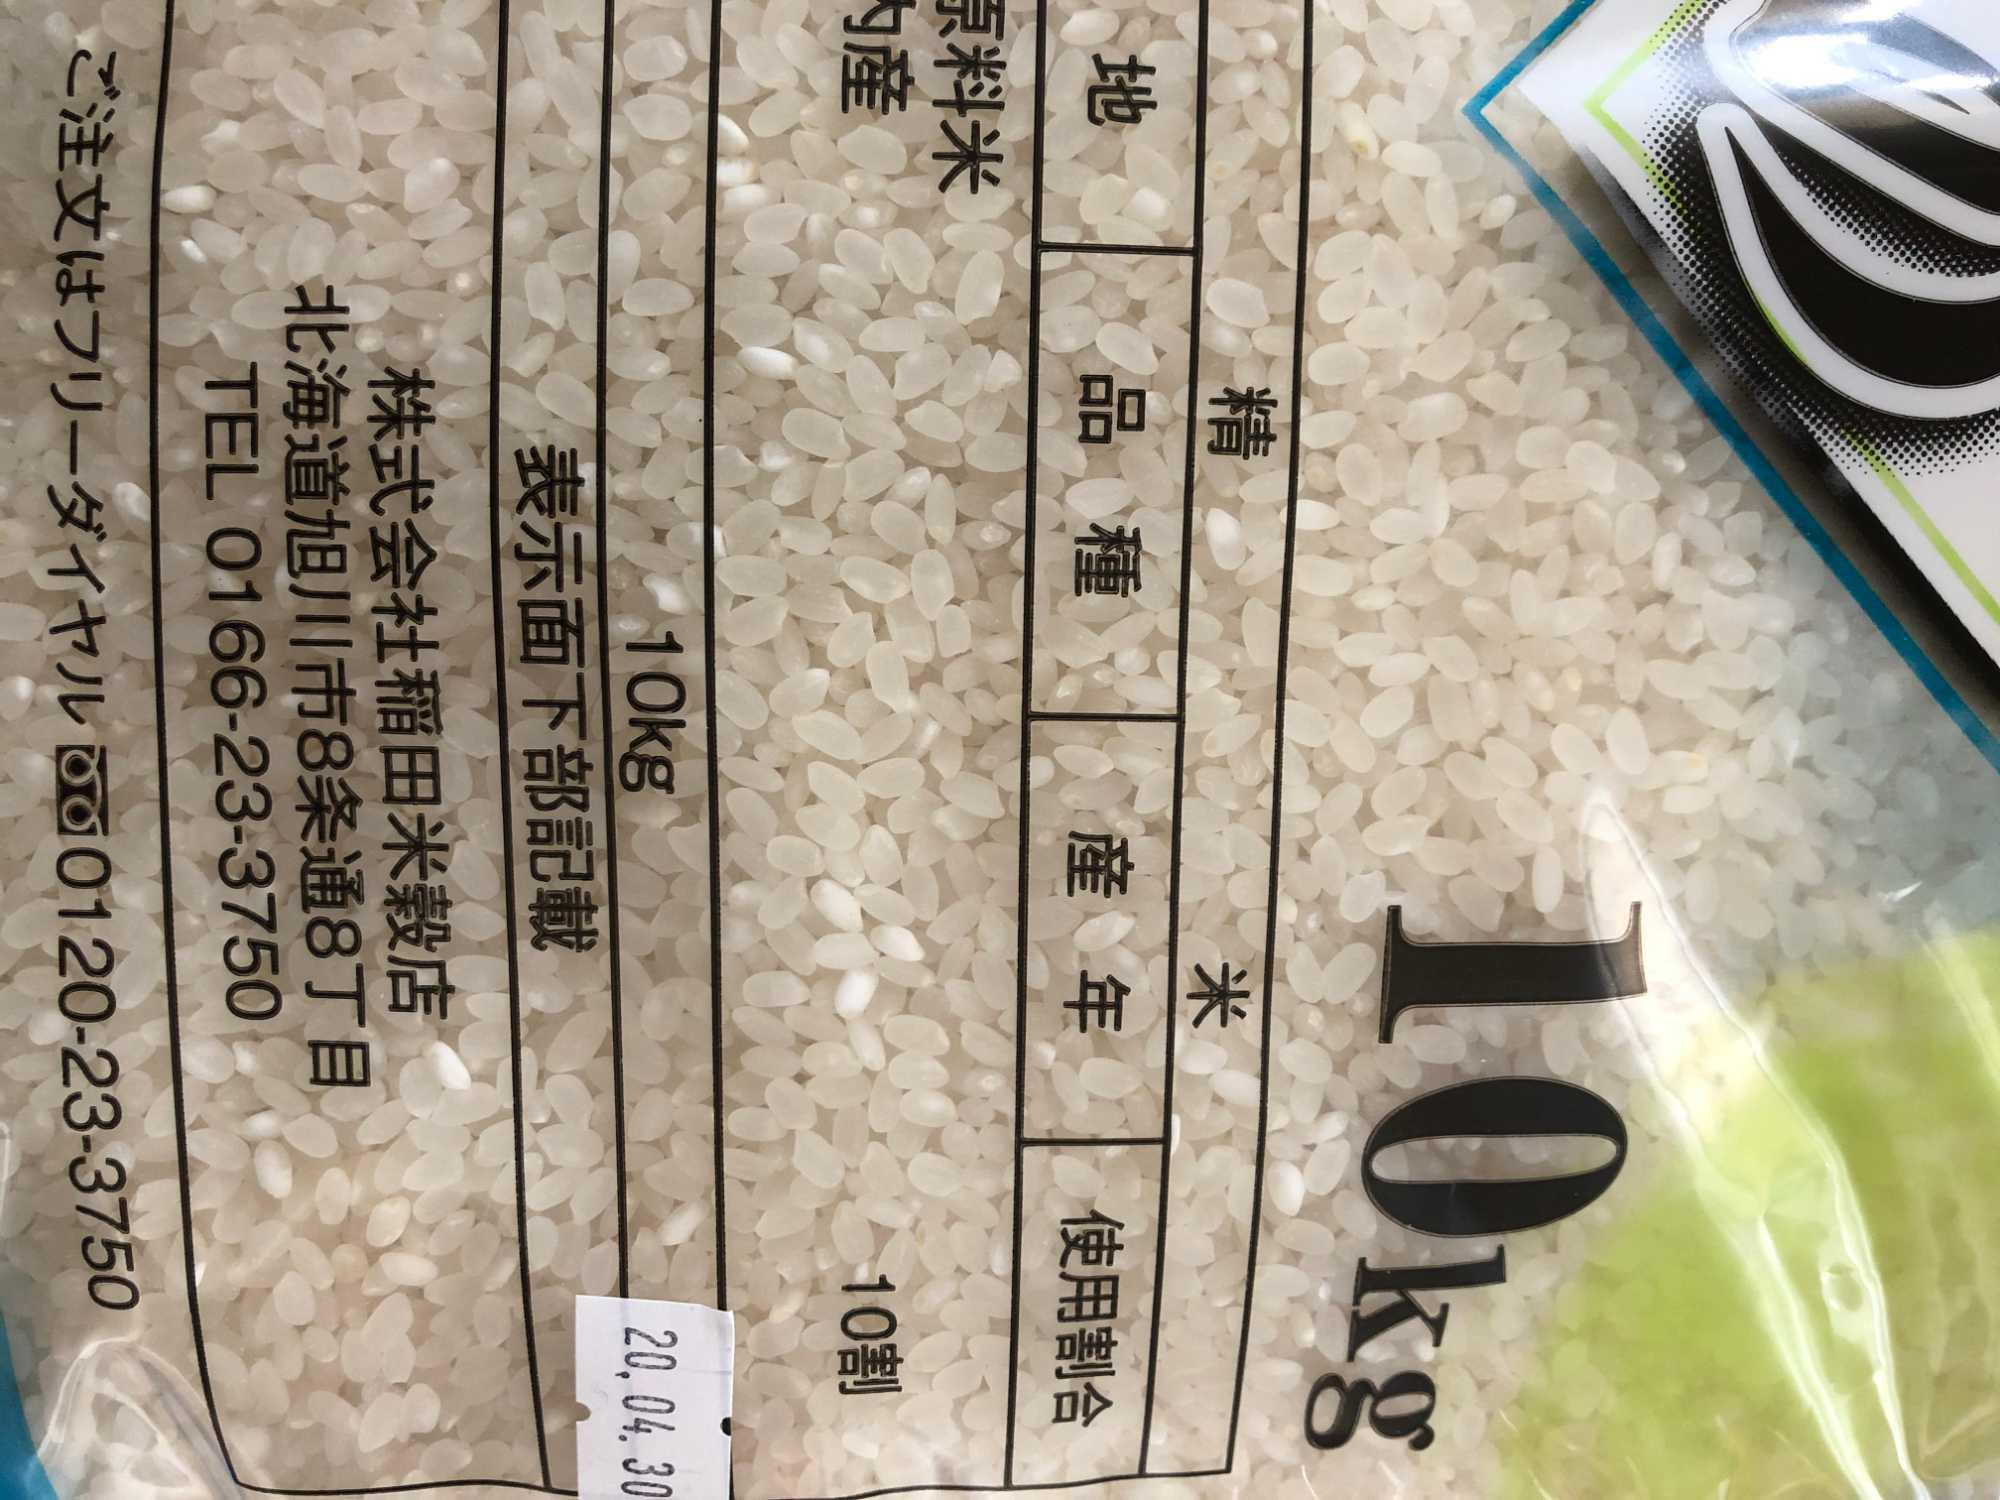 10kg
精米
地 品種 産年 使用割合
原料米
内産 10割
10kg
表示面下部記載
20.04.30
株式会社稲田米穀店
北海道旭川市8条通8丁目
TEL 0166-23-3750
ご注文はフリーダイヤル 0120-23-3750